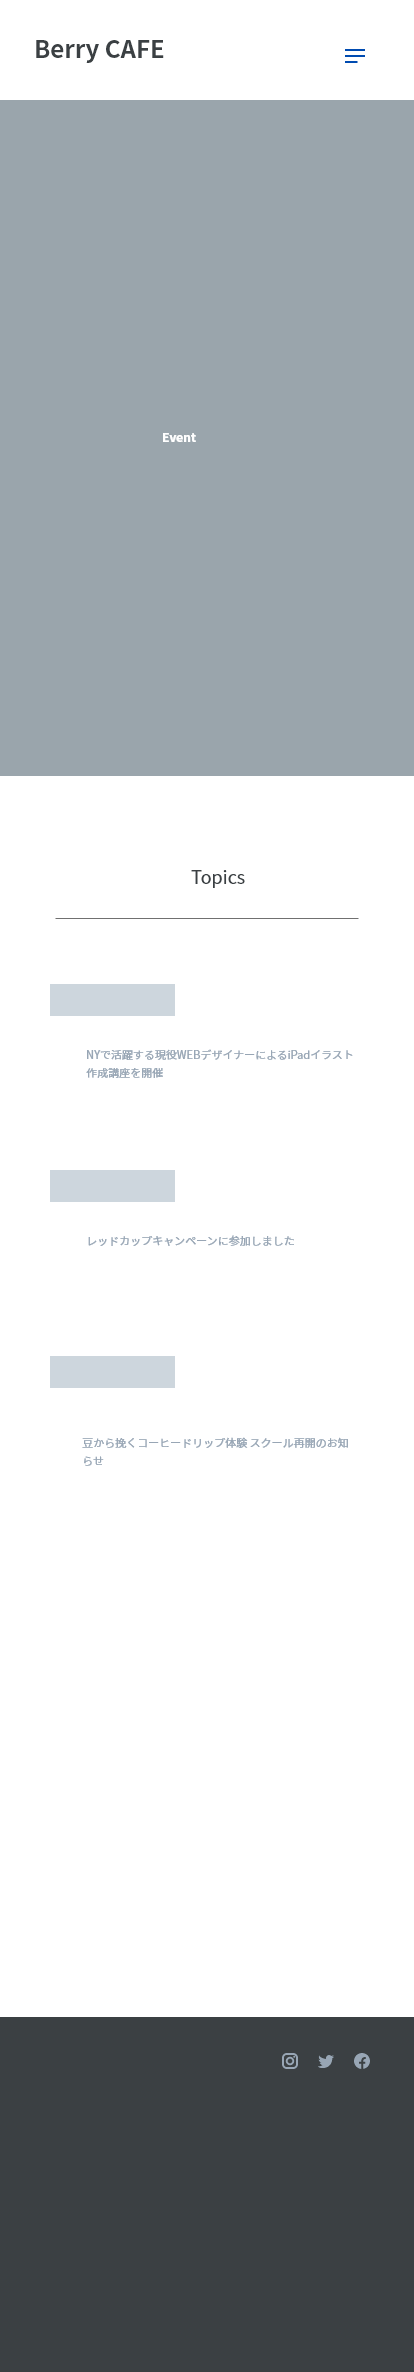 Berry CAFE
Event
Topics
NYで活躍する現役WEBデザイナーによるiPadイラスト
作成講座を開催
レッドカップキャンペーンに参加しました
豆から挽くコーヒードリップ体験 スクール再開のお知
らせ